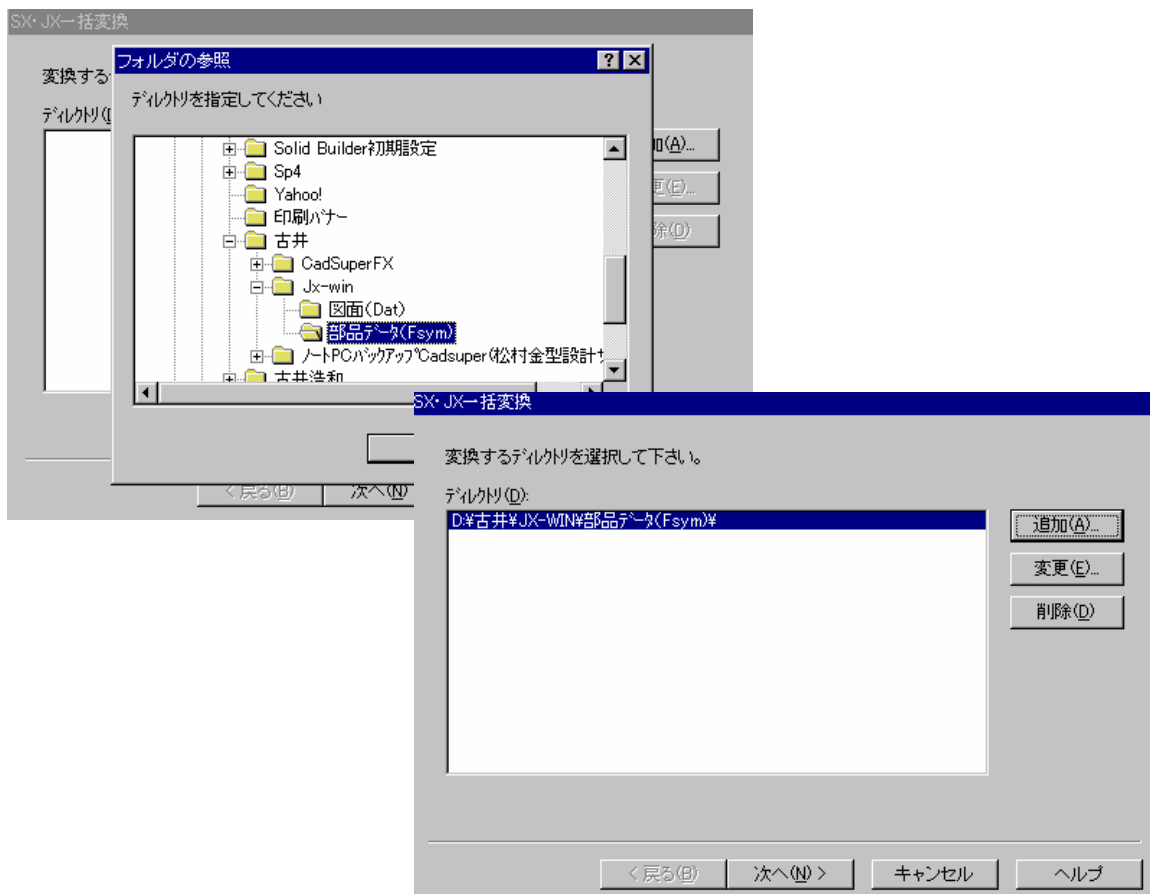 SX・JX一括変換
フォルダの参照
変換する
ディレクトリを指定してください
ディレクトリ(D
Solid Builder初期設定
Sp4
Yahoo!
印刷バナー
古井
CadSuperFX
Jx-win
図面(Dat)
部品データ(Fsym)
ノートPCバックアップCadsuper(松村金型設計サ
古井浩和
加(A)...
更(E)...
除(D)
< 戻る(B)
次へ(N)
SX・JX一括変換
変換するディレクトリを選択して下さい。
ディレクトリ(D):
D:¥古井¥JX-WIN¥部品データ(Fsym)¥
追加(A)...
変更(E)...
削除(D)
< 戻る(B)
次へ(N) >
キャンセル
ヘルプ